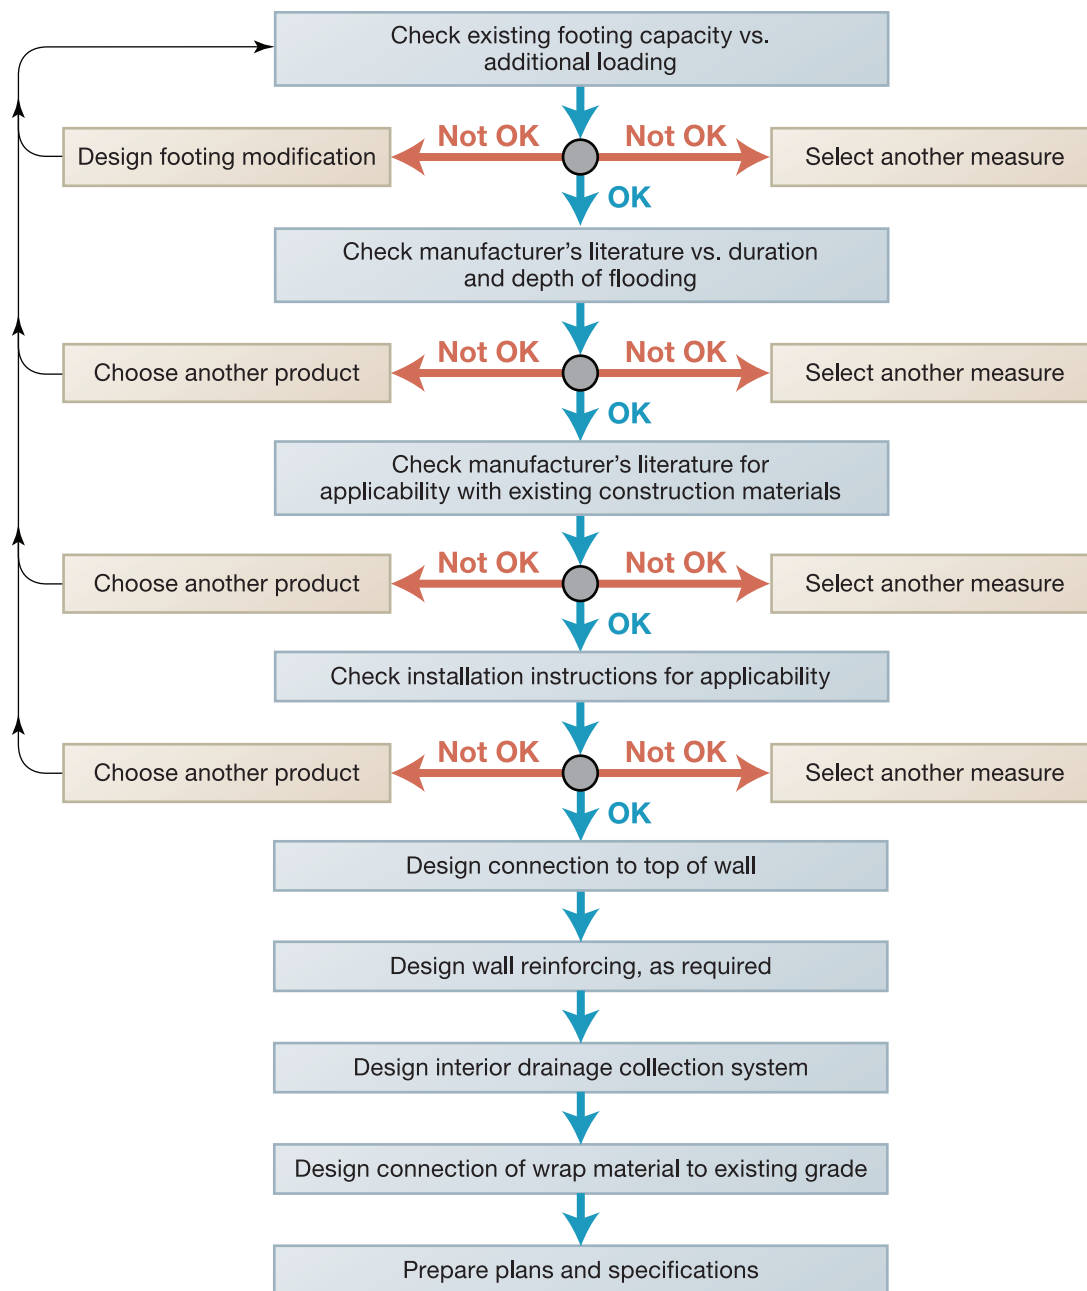 Check existing footing capacity vs.
additional loading
Not OK
Not OK
Design footing modification
Select another measure
OK
Check manufacturer’s literature vs. duration
and depth of flooding
Not OK
Not OK
Choose another product
Select another measure
OK
Check manufacturer’s literature for
applicability with existing construction materials
Not OK
Not OK
Choose another product
Select another measure
OK
Check installation instructions for applicability
Not OK
Not OK
Choose another product
Select another measure
OK
Design connection to top of wall
Design wall reinforcing, as required
Design interior drainage collection system
Design connection of wrap material to existing grade
Prepare plans and specifications